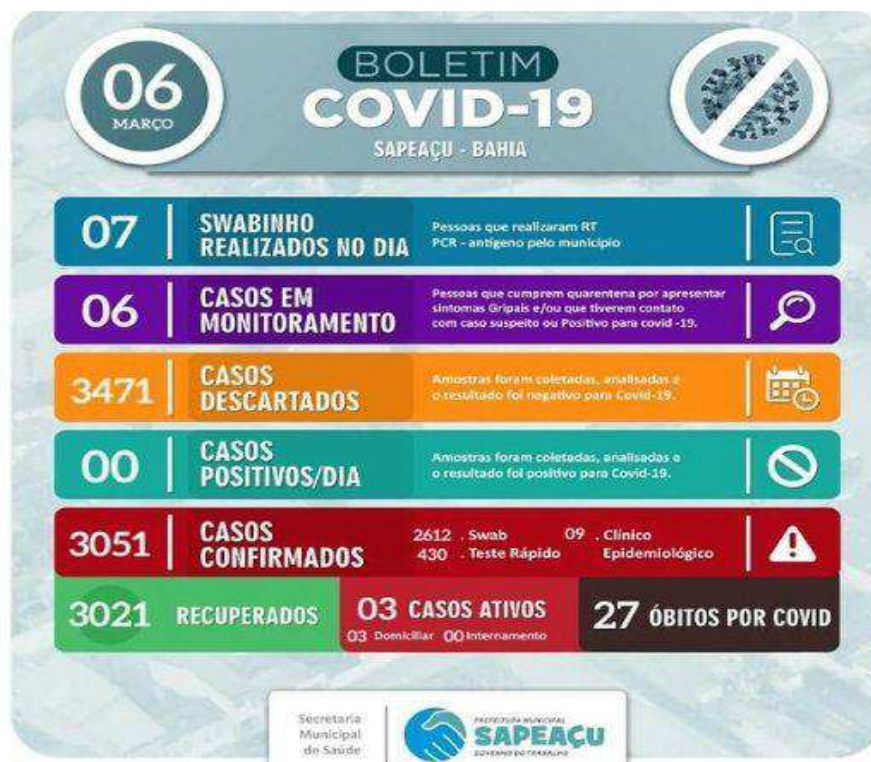 06
MARÇO
BOLETIM
COVID-19
SAPEAÇU - BAHIA
07
SWABINHO
REALIZADOS NO DIA
Pessoas que realizaram RT
PCR - antígeno pelo município
06
CASOS EM
MONITORAMENTO
Pessoas que cumprem quarentena por apresentar
sintomas Gripais e/ou que tiverem contato
com caso suspeito ou Positivo para covid -19.
3471
CASOS
DESCARTADOS
Amostras foram coletadas, analisadas e
o resultado foi negativo para Covid-19.
00
CASOS
POSITIVOS/DIA
Amostras foram coletadas, analisadas e
o resultado foi positivo para Covid-19.
3051
CASOS
CONFIRMADOS
2612 . Swab
430 . Teste Rápido
09 . Clínico
Epidemiológico
3021 RECUPERADOS
03 CASOS ATIVOS
03 Domiciliar 00 Internamento
27 ÓBITOS POR COVID
Secretaria
Municipal
de Saúde
PREFEITURA MUNICIPAL
SAPEAÇU
GOVERNO DO TRABALHO